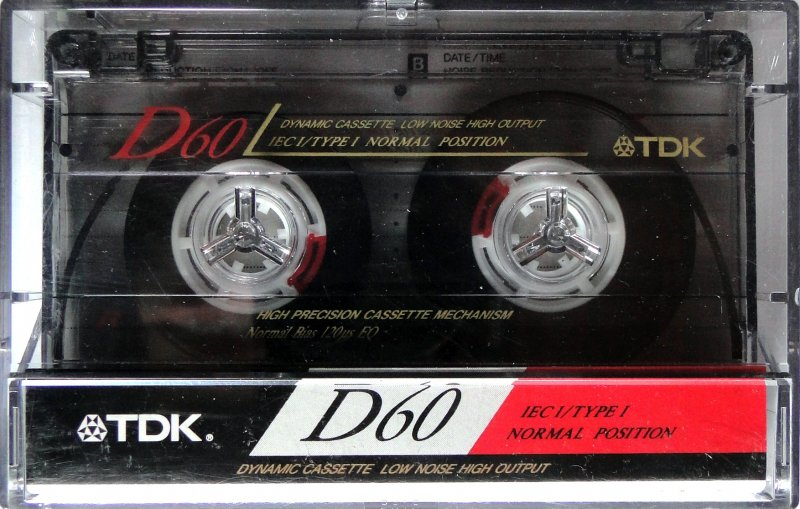 DATE
B DATE/TIME
D60 DYNAMIC CASSETTE LOW NOISE HIGH OUTPUT
IEC I/TYPE I NORMAL POSITION
TDK
HIGH PRECISION CASSETTE MECHANISM
Normal Bias 120µs EQ
TDK®
D60
IEC I/TYPE I
NORMAL POSITION
DYNAMIC CASSETTE LOW NOISE HIGH OUTPUT